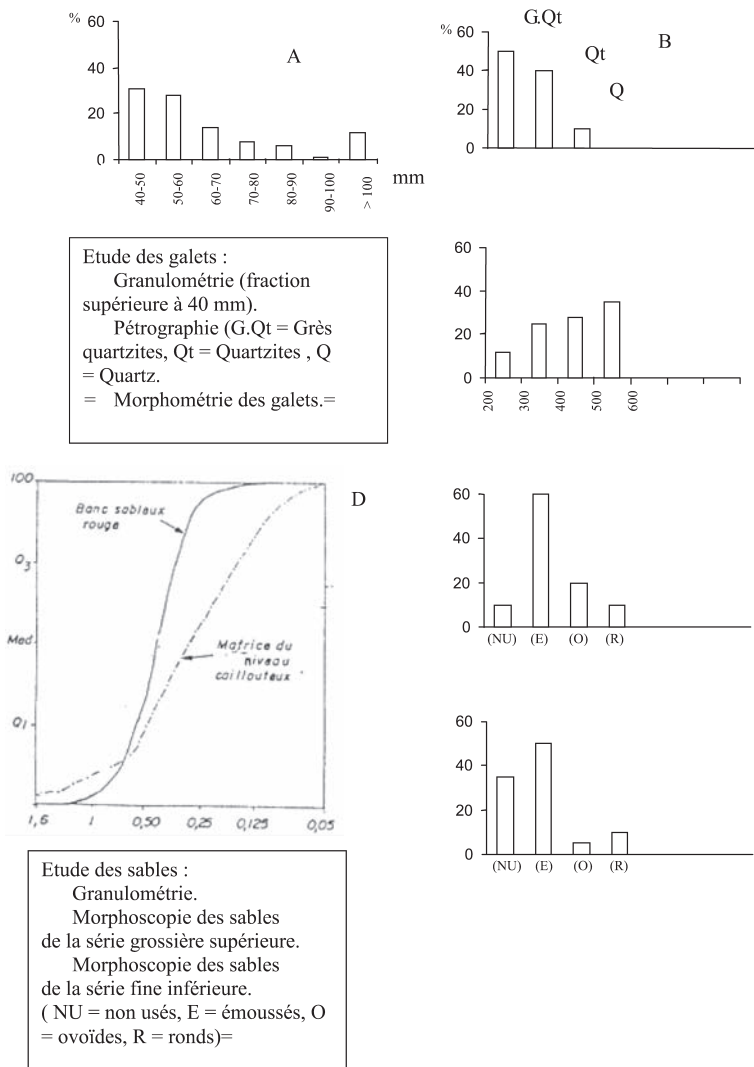 %
60
40
20
0
A
40-50
50-60
60-70
70-80
80-90
90-100
> 100
mm
G.Qt
%
60
40
20
0
Qt
B
Q
Etude des galets :
Granulométrie (fraction
supérieure à 40 mm).
Pétrographie (G.Qt = Grès
quartzites, Qt = Quartzites , Q
= Quartz.
= Morphométrie des galets.=
60
40
20
0
200
300
400
500
600
100
Q3
Med.
Q1
Banc sableux
rouge
Matrice du
niveau
caillouteux
1,6 1 0,50 0,25 0,125 0,05
D
60
40
20
0
(NU) (E) (O) (R)
60
40
20
0
(NU) (E) (O) (R)
Etude des sables :
Granulométrie.
Morphoscopie des sables
de la série grossière supérieure.
Morphoscopie des sables
de la série fine inférieure.
( NU = non usés, E = émoussés, O
= ovoïdes, R = ronds)=